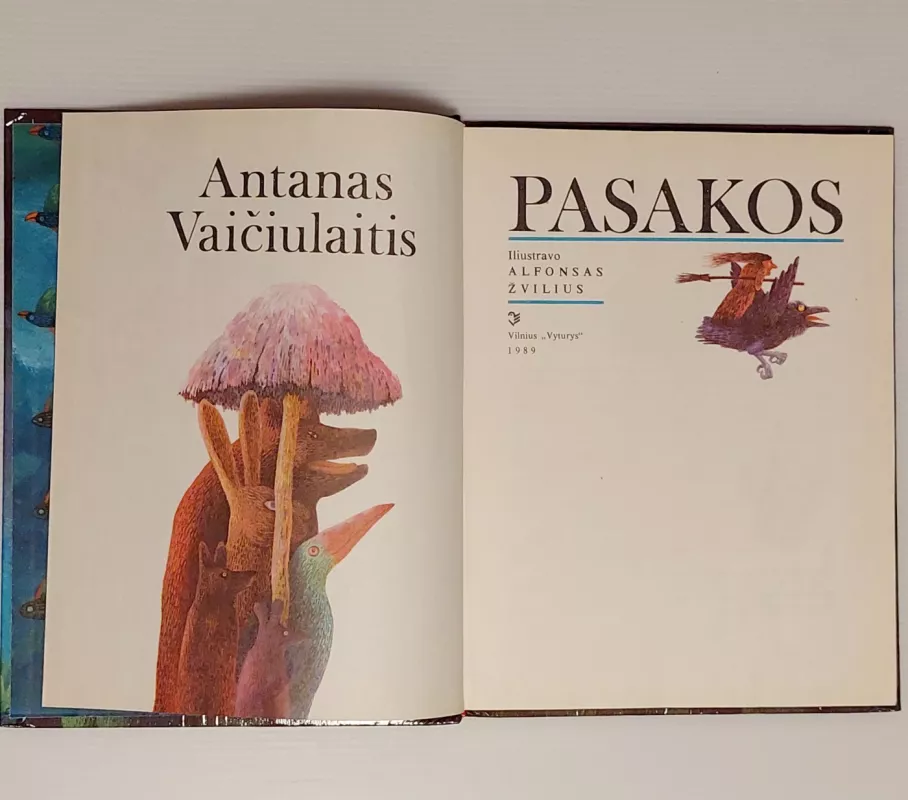 Antanas
Vaičiulaitis
PASAKOS
Iliustravo
ALFONSAS
ŽVILIUS
Vilnius „Vyturys“
1989